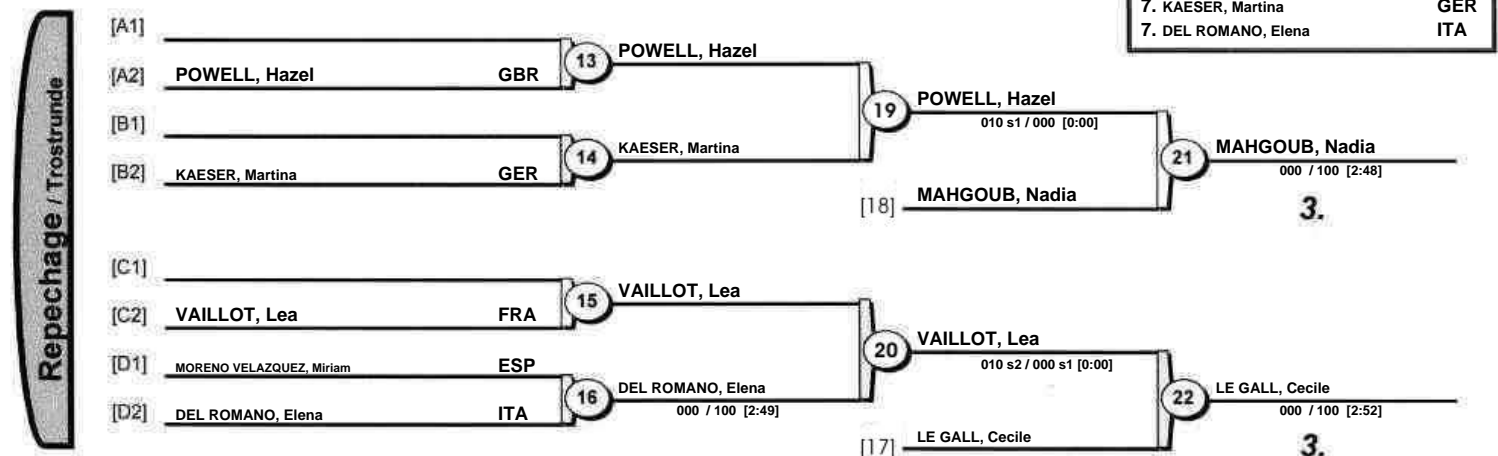 7. KAESER, Martina GER
7. DEL ROMANO, Elena ITA
Repechage / Trostrunde
[A1]
13 POWELL, Hazel
[A2] POWELL, Hazel GBR
19 POWELL, Hazel
010 s1 / 000 [0:00]
[B1]
14 KAESER, Martina
[B2] KAESER, Martina GER
21 MAHGOUB, Nadia
000 / 100 [2:48]
[18] MAHGOUB, Nadia
3.
[C1]
15 VAILLOT, Lea
[C2] VAILLOT, Lea FRA
20 VAILLOT, Lea
010 s2 / 000 s1 [0:00]
[D1] MORENO VELAZQUEZ, Miriam ESP
16 DEL ROMANO, Elena
000 / 100 [2:49]
[D2] DEL ROMANO, Elena ITA
22 LE GALL, Cecile
000 / 100 [2:52]
[17] LE GALL, Cecile
3.